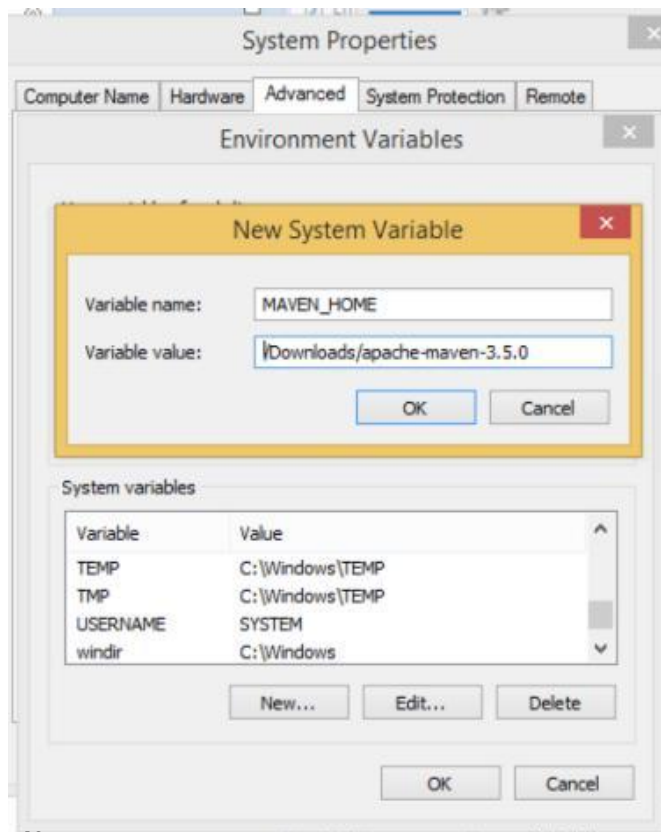 System Properties
Computer Name Hardware Advanced System Protection Remote
Environment Variables
New System Variable
Variable name: MAVEN_HOME
Variable value: /Downloads/apache-maven-3.5.0
OK Cancel
System variables
Variable Value
TEMP C:\Windows\TEMP
TMP C:\Windows\TEMP
USERNAME SYSTEM
windir C:\Windows
New... Edit... Delete
OK Cancel